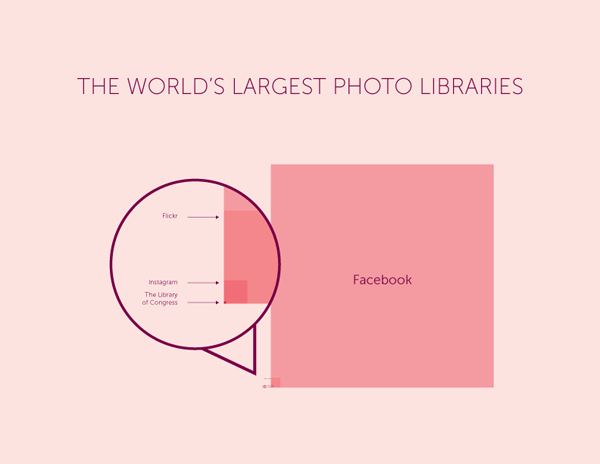 THE WORLD'S LARGEST PHOTO LIBRARIES
Flickr
Instagram
The Library
of Congress
Facebook